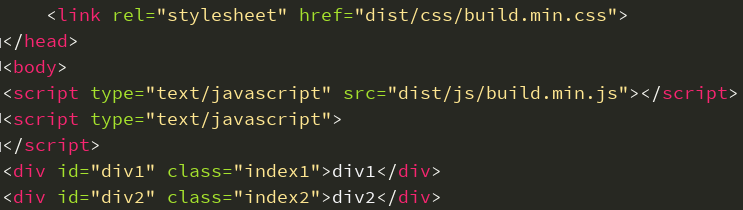 <link rel="stylesheet" href="dist/css/build.min.css">
</head>
<body>
<script type="text/javascript" src="dist/js/build.min.js"></script>
<script type="text/javascript">
</script>
<div id="div1" class="index1">div1</div>
<div id="div2" class="index2">div2</div>